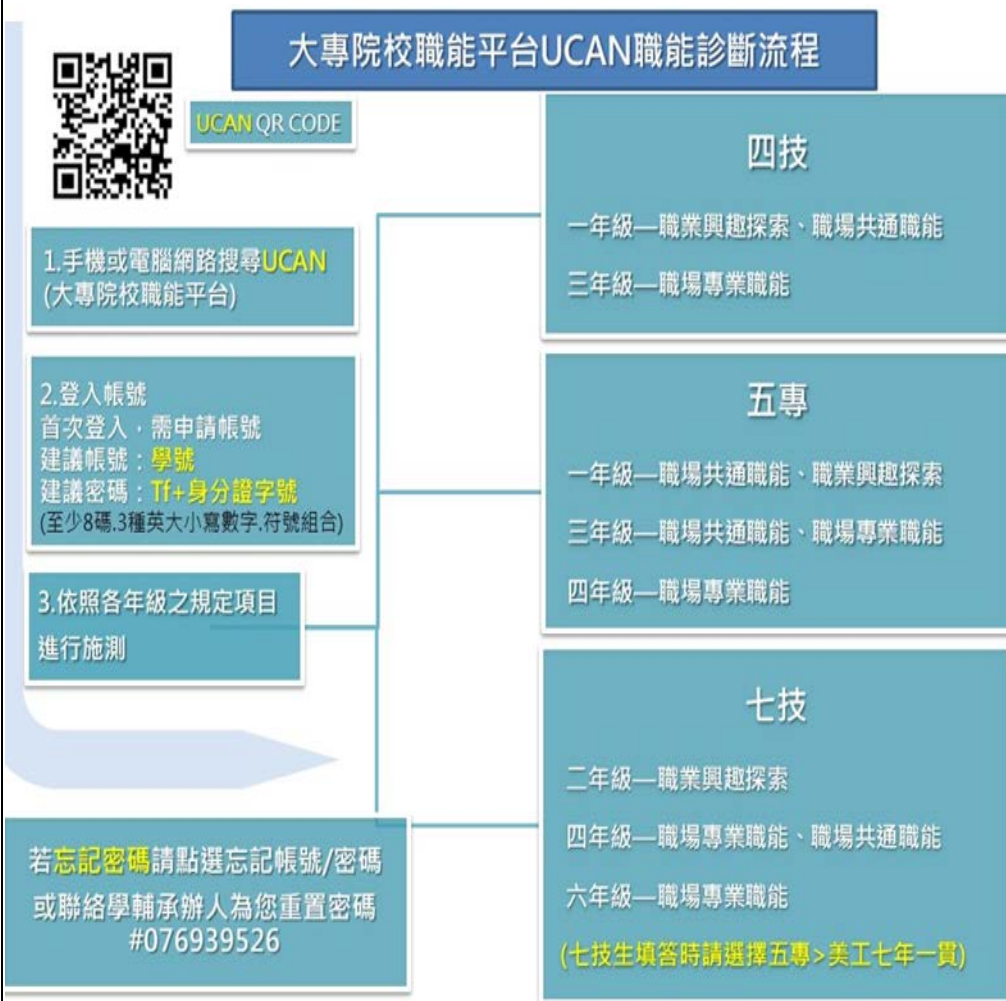 大專院校職能平台UCAN職能診斷流程
UCAN QR CODE
1.手機或電腦網路搜尋UCAN
(大專院校職能平台)
2.登入帳號
首次登入，需申請帳號
建議帳號：學號
建議密碼：Tf+身分證字號
(至少8碼.3種英大小寫數字.符號組合)
3.依照各年級之規定項目
進行施測
若忘記密碼請點選忘記帳號/密碼
或聯絡學輔承辦人為您重置密碼
#076939526
四技
一年級—職業興趣探索、職場共通職能
三年級—職場專業職能
五專
一年級—職場共通職能、職業興趣探索
三年級—職場共通職能、職場專業職能
四年級—職場專業職能
七技
二年級—職業興趣探索
四年級—職場專業職能、職場共通職能
六年級—職場專業職能
(七技生填答時請選擇五專>美工七年一貫)